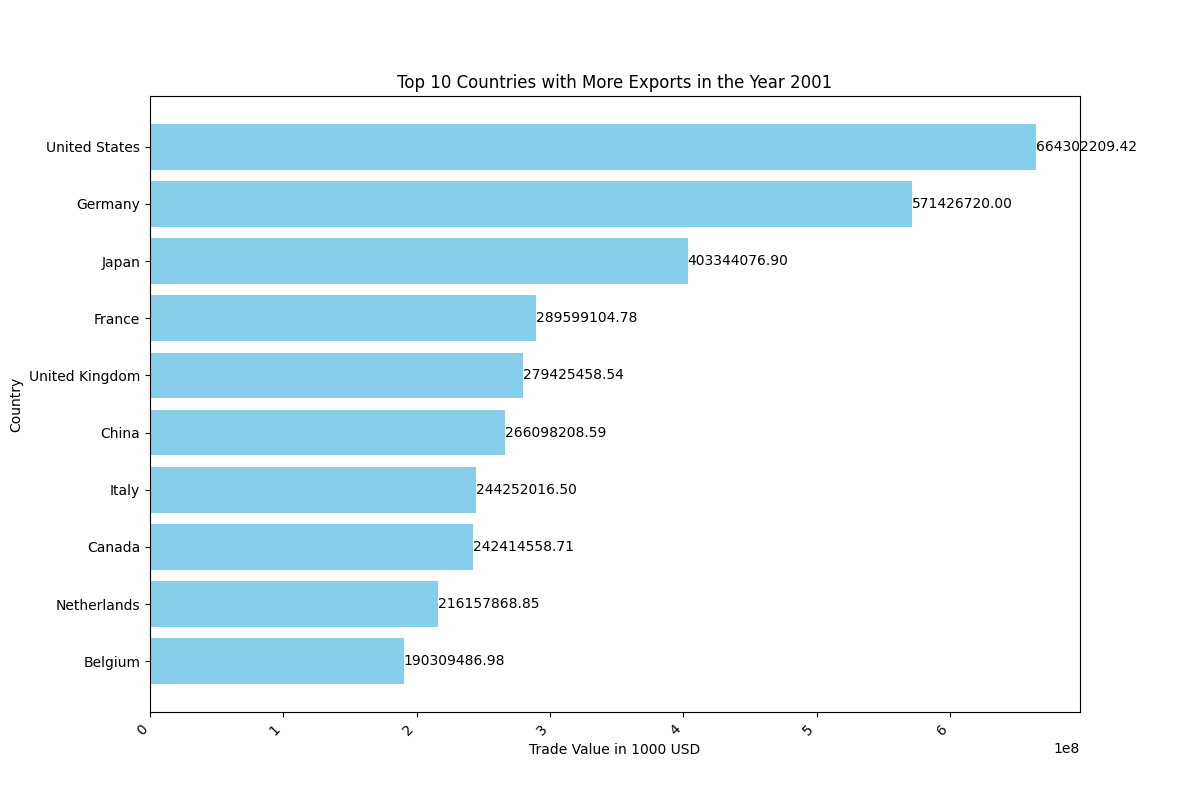 Top 10 Countries with More Exports in the Year 2001
Country
United States 664302209.42
Germany 571426720.00
Japan 403344076.90
France 289599104.78
United Kingdom 279425458.54
China 266098208.59
Italy 244252016.50
Canada 242414558.71
Netherlands 216157868.85
Belgium 190309486.98
0 1 2 3 4 5 6
Trade Value in 1000 USD
1e8